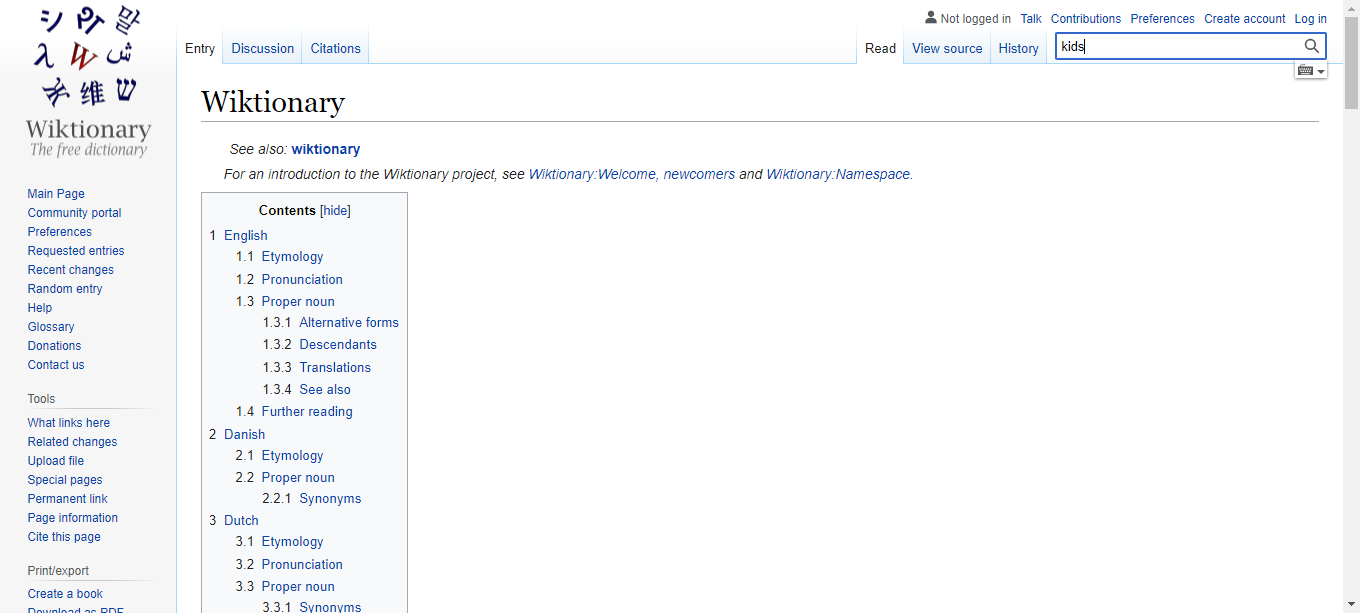 Not logged in Talk Contributions Preferences Create account Log in
Entry Discussion Citations
Read View source History
kids
Wiktionary
The free dictionary
Main Page
Community portal
Preferences
Requested entries
Recent changes
Random entry
Help
Glossary
Donations
Contact us
Tools
What links here
Related changes
Upload file
Special pages
Permanent link
Page information
Cite this page
Print/export
Create a book
Download as PDF
Wiktionary
See also: wiktionary
For an introduction to the Wiktionary project, see Wiktionary:Welcome, newcomers and Wiktionary:Namespace.
Contents [hide]
1 English
1.1 Etymology
1.2 Pronunciation
1.3 Proper noun
1.3.1 Alternative forms
1.3.2 Descendants
1.3.3 Translations
1.3.4 See also
1.4 Further reading
2 Danish
2.1 Etymology
2.2 Proper noun
2.2.1 Synonyms
3 Dutch
3.1 Etymology
3.2 Pronunciation
3.3 Proper noun
3.3.1 Synonyms